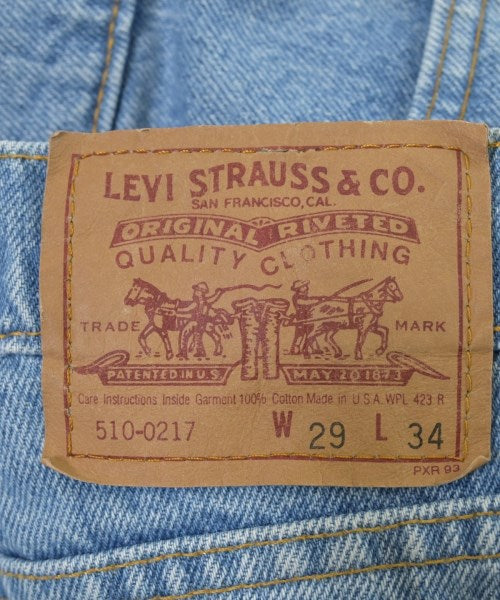 LEVI STRAUSS & CO.
SAN FRANCISCO, CAL.
ORIGINAL RIVETED
QUALITY CLOTHING
TRADE MARK
PATENTED IN U.S. MAY 20 1873
Care Instructions Inside Garment 100% Cotton Made in U.S.A. WPL 423 R
510-0217 W 29 L 34
PXR 93